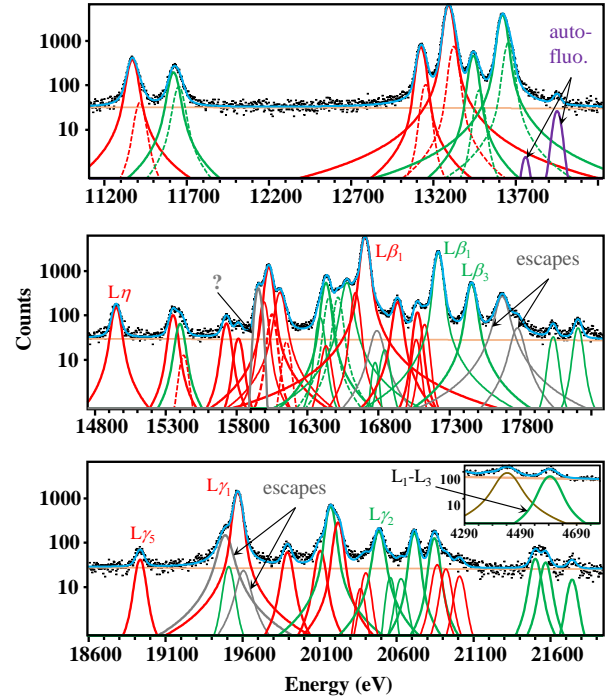 1000
auto-
fluo.
100
10
11200 11700 12200 12700 13200 13700
Counts
1000
?
Lβ1
Lβ1
escapes
Lη
Lβ3
100
10
14800 15300 15800 16300 16800 17300 17800
1000
Lγ1
escapes
L1-L3
100
10
4290 4490 4690
Lγ5
Lγ2
100
10
18600 19100 19600 20100 20600 21100 21600
Energy (eV)